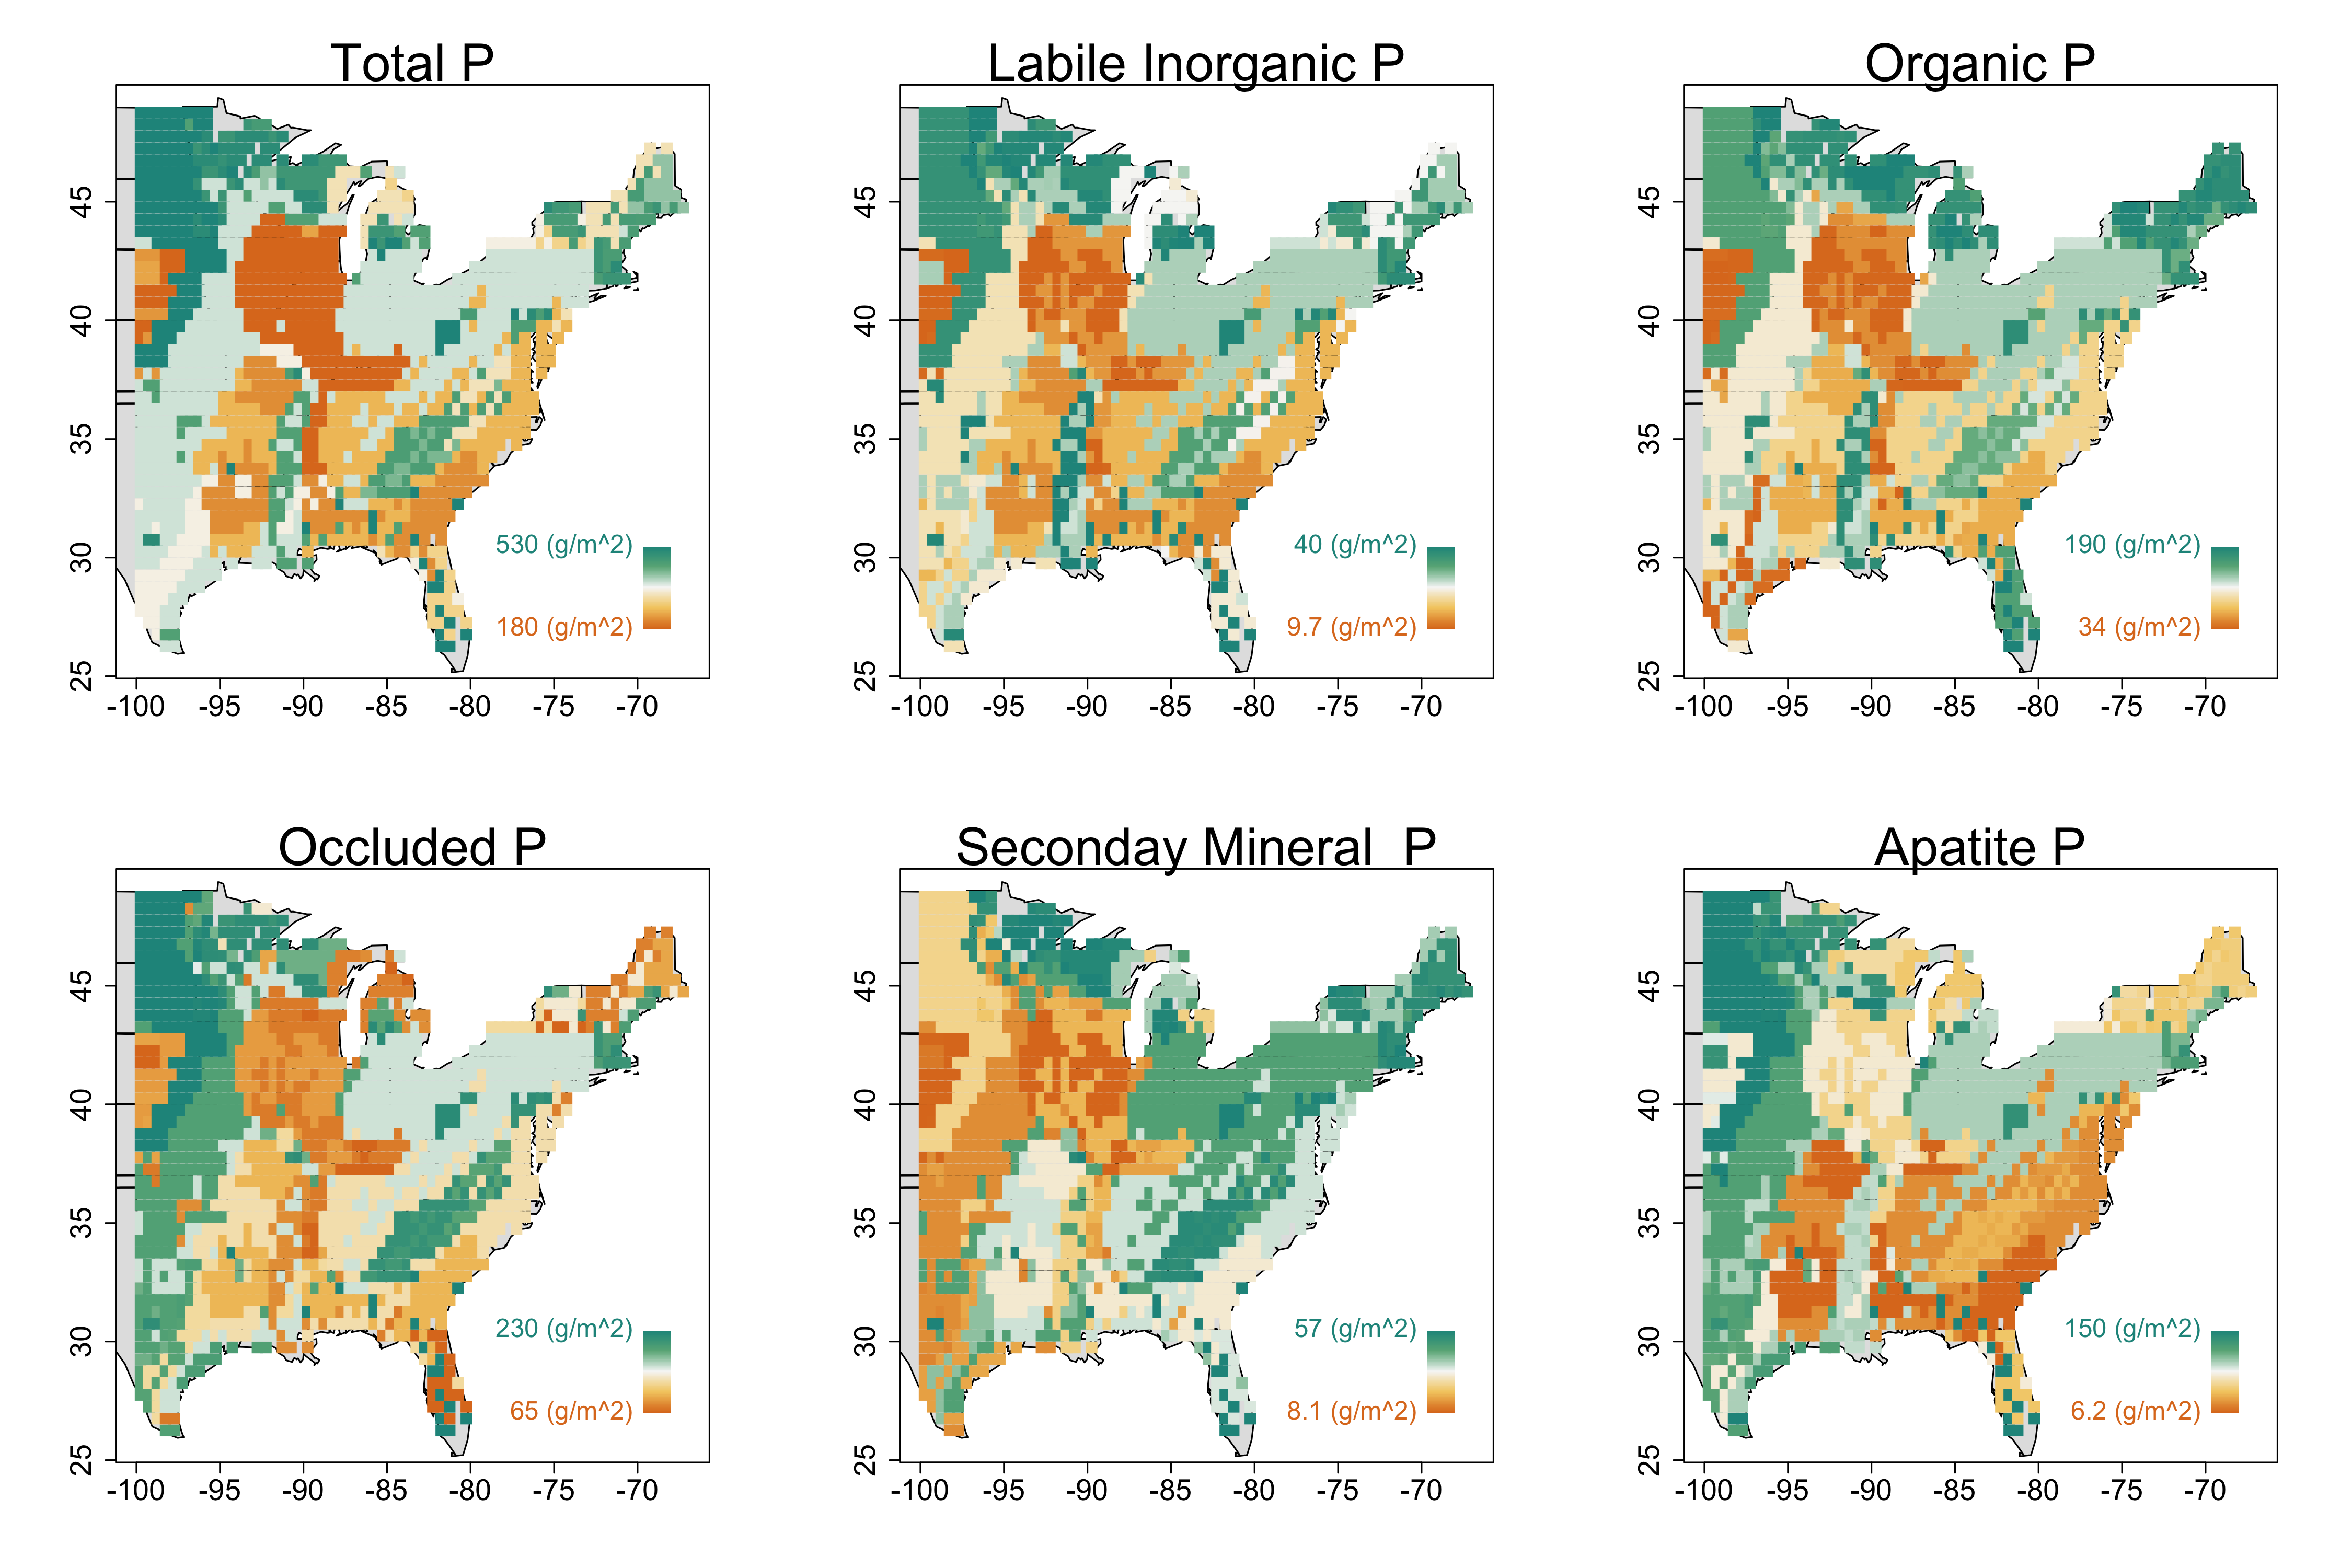 Total P
Labile Inorganic P
Organic P
45
40
35
30
25
530 (g/m^2)
180 (g/m^2)
-100 -95 -90 -85 -80 -75 -70
45
40
35
30
25
40 (g/m^2)
9.7 (g/m^2)
-100 -95 -90 -85 -80 -75 -70
45
40
35
30
25
190 (g/m^2)
34 (g/m^2)
-100 -95 -90 -85 -80 -75 -70
Occluded P
Seconday Mineral  P
Apatite P
45
40
35
30
25
230 (g/m^2)
65 (g/m^2)
-100 -95 -90 -85 -80 -75 -70
45
40
35
30
25
57 (g/m^2)
8.1 (g/m^2)
-100 -95 -90 -85 -80 -75 -70
45
40
35
30
25
150 (g/m^2)
6.2 (g/m^2)
-100 -95 -90 -85 -80 -75 -70